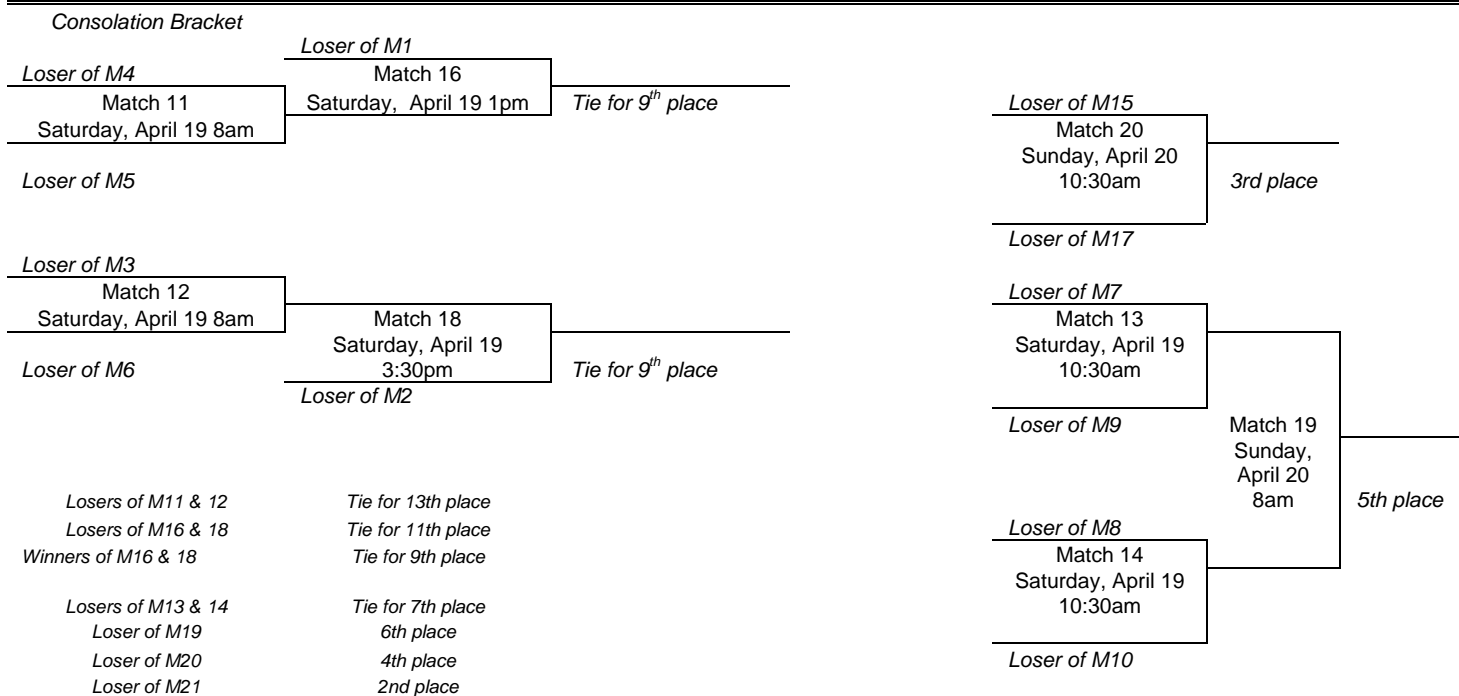 Consolation Bracket
Loser of M1
Loser of M4
Match 16
Match 11
Saturday, April 19 1pm
Tie for 9th place
Saturday, April 19 8am
Loser of M5
Loser of M3
Match 12
Saturday, April 19 8am
Match 18
Saturday, April 19
3:30pm
Tie for 9th place
Loser of M6
Loser of M2
Loser of M15
Match 20
Sunday, April 20
10:30am
3rd place
Loser of M17
Loser of M7
Match 13
Saturday, April 19
10:30am
Loser of M9
Match 19
Sunday,
April 20
8am
5th place
Loser of M8
Match 14
Saturday, April 19
10:30am
Loser of M10
Losers of M11 & 12 Tie for 13th place
Losers of M16 & 18 Tie for 11th place
Winners of M16 & 18 Tie for 9th place
Losers of M13 & 14 Tie for 7th place
Loser of M19 6th place
Loser of M20 4th place
Loser of M21 2nd place